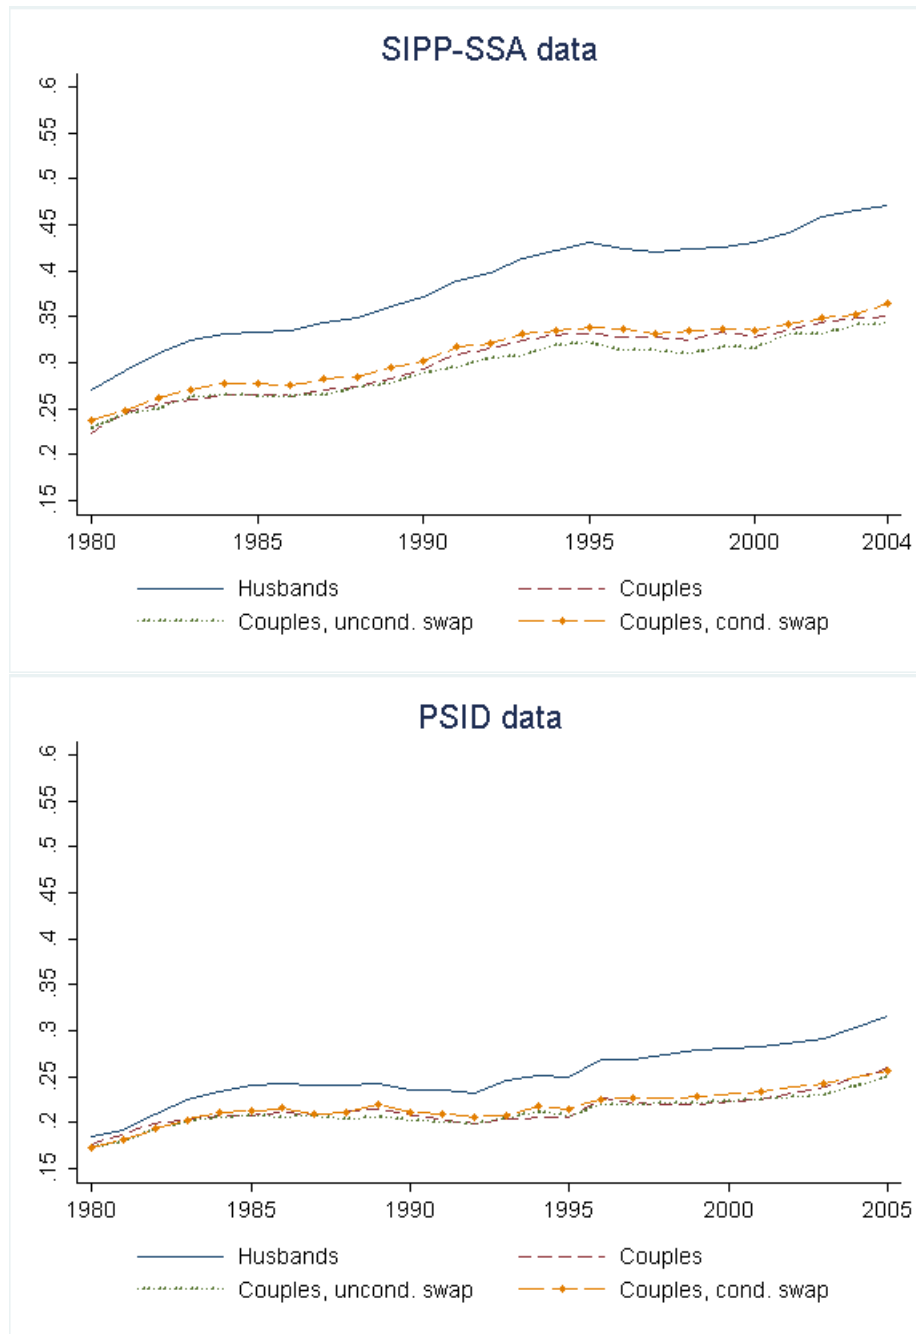 SIPP-SSA data
.6
.55
.5
.45
.4
.35
.3
.25
.2
.15
1980 1985 1990 1995 2000 2004
Husbands Couples
Couples, uncond. swap Couples, cond. swap
PSID data
.6
.55
.5
.45
.4
.35
.3
.25
.2
.15
1980 1985 1990 1995 2000 2005
Husbands Couples
Couples, uncond. swap Couples, cond. swap